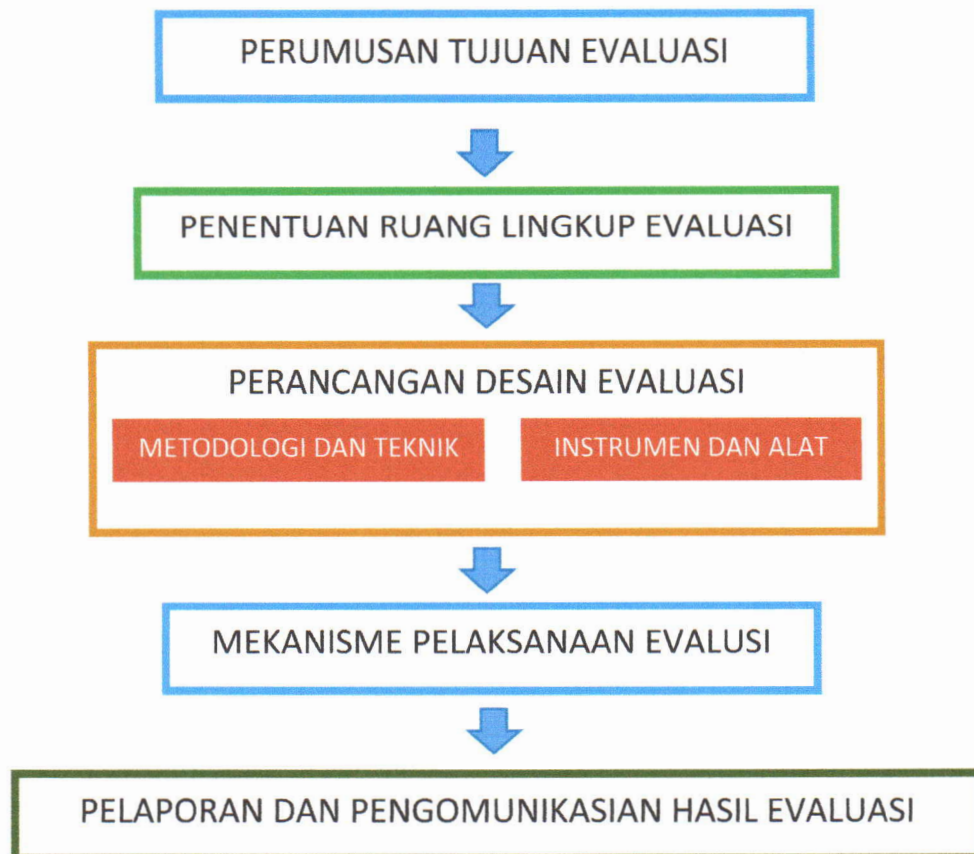 PERUMUSAN TUJUAN EVALUASI
PENENTUAN RUANG LINGKUP EVALUASI
PERANCANGAN DESAIN EVALUASI
METODOLOGI DAN TEKNIK
INSTRUMEN DAN ALAT
MEKANISME PELAKSANAAN EVALUSI
PELAPORAN DAN PENGOMUNIKASIAN HASIL EVALUASI